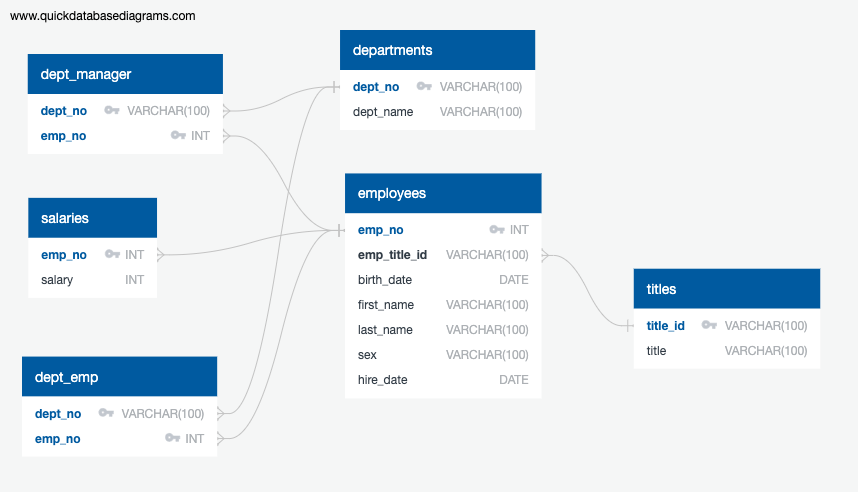 www.quickdatabasediagrams.com
dept_manager
dept_no VARCHAR(100)
emp_no INT
departments
dept_no VARCHAR(100)
dept_name VARCHAR(100)
salaries
emp_no INT
salary INT
employees
emp_no INT
emp_title_id VARCHAR(100)
birth_date DATE
first_name VARCHAR(100)
last_name VARCHAR(100)
sex VARCHAR(100)
hire_date DATE
titles
title_id VARCHAR(100)
title VARCHAR(100)
dept_emp
dept_no VARCHAR(100)
emp_no INT